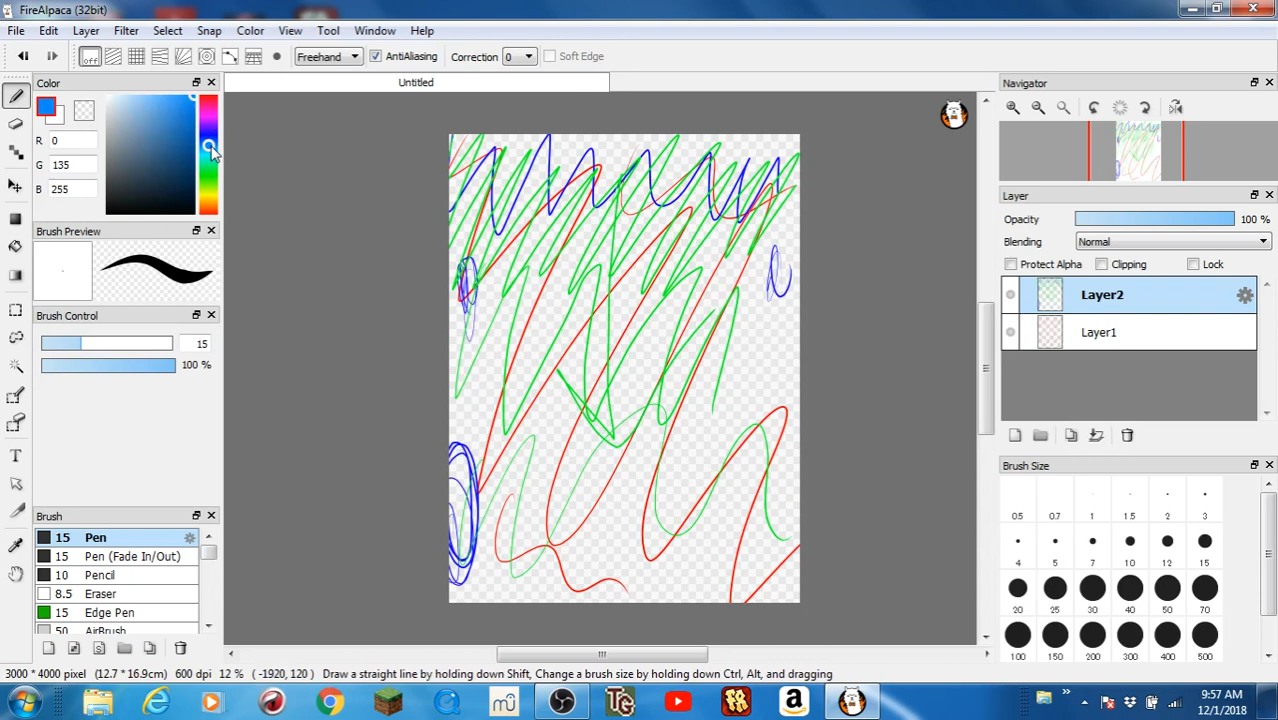 FireAlpaca (32bit)
File Edit Layer Filter Select Snap Color View Tool Window Help
off Freehand AntiAliasing Correction 0 Soft Edge
Color
Untitled
Navigator
R 0
G 135
B 255
Layer
Opacity 100 %
Blending Normal
Protect Alpha Clipping Lock
Layer2
Layer1
Brush Preview
Brush Control
15
100 %
Brush
15 Pen
15 Pen (Fade In/Out)
10 Pencil
8.5 Eraser
15 Edge Pen
50 AirBrush
Brush Size
0.5 0.7 1 1.5 2 3
4 5 7 10 12 15
20 25 30 40 50 70
100 150 200 300 400 500
3000 * 4000 pixel (12.7 * 16.9cm) 600 dpi 12 % ( -1920, 120 ) Draw a straight line by holding down Shift, Change a brush size by holding down Ctrl, Alt, and dragging
TG
9:57 AM
12/1/2018